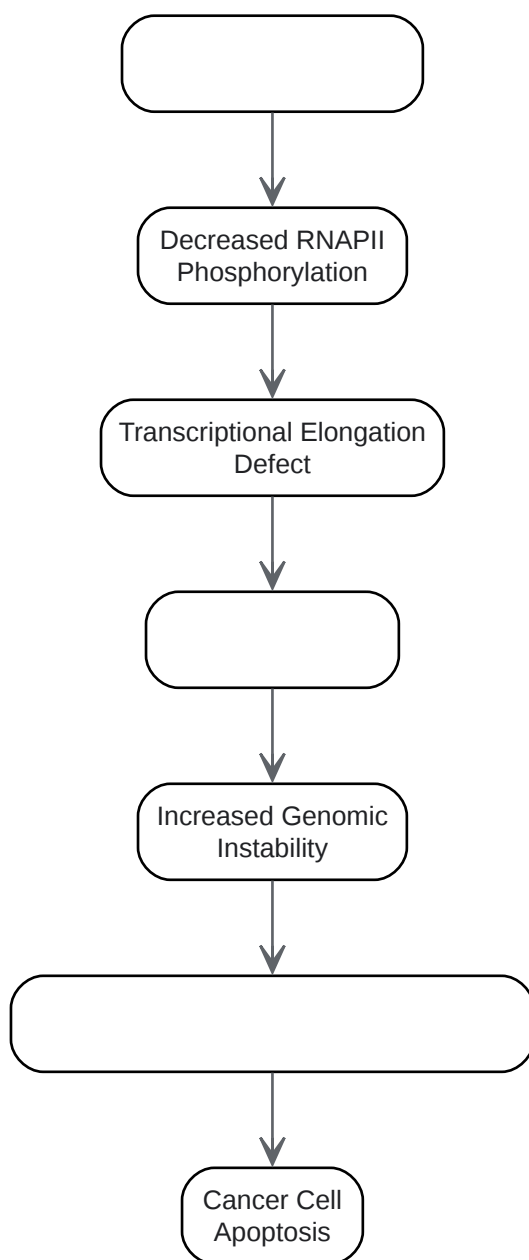 Decreased RNAPII
Phosphorylation
Transcriptional Elongation
Defect
Increased Genomic
Instability
Cancer Cell
Apoptosis